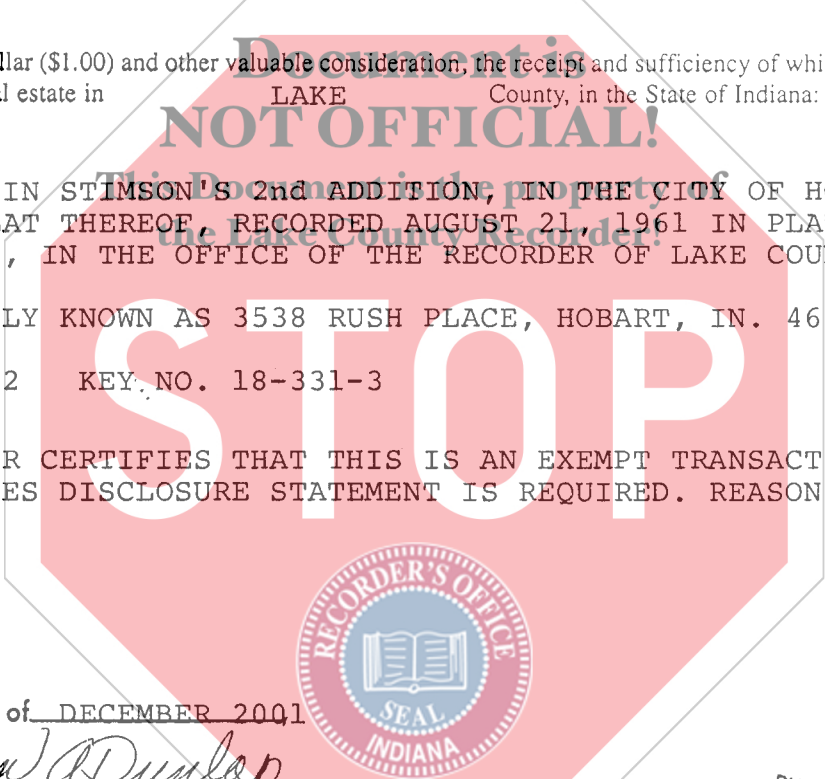 Document is
llar ($1.00) and other valuable consideration, the receipt and sufficiency of whi
l estate in LAKE County, in the State of Indiana:
NOT OFFICIAL!
This Document is the property of
IN STIMSON'S 2nd ADDITION, IN THE CITY OF H
AT THEREOF, RECORDED AUGUST 21, 1961 IN PLA
the Lake County Recorder!
, IN THE OFFICE OF THE RECORDER OF LAKE COU
LY KNOWN AS 3538 RUSH PLACE, HOBART, IN. 46
2 KEY NO. 18-331-3
STOP
R CERTIFIES THAT THIS IS AN EXEMPT TRANSACT
ES DISCLOSURE STATEMENT IS REQUIRED. REASON
RECORDER'S OFFICE
SEAL
INDIANA
of DECEMBER 2001
Dunlap